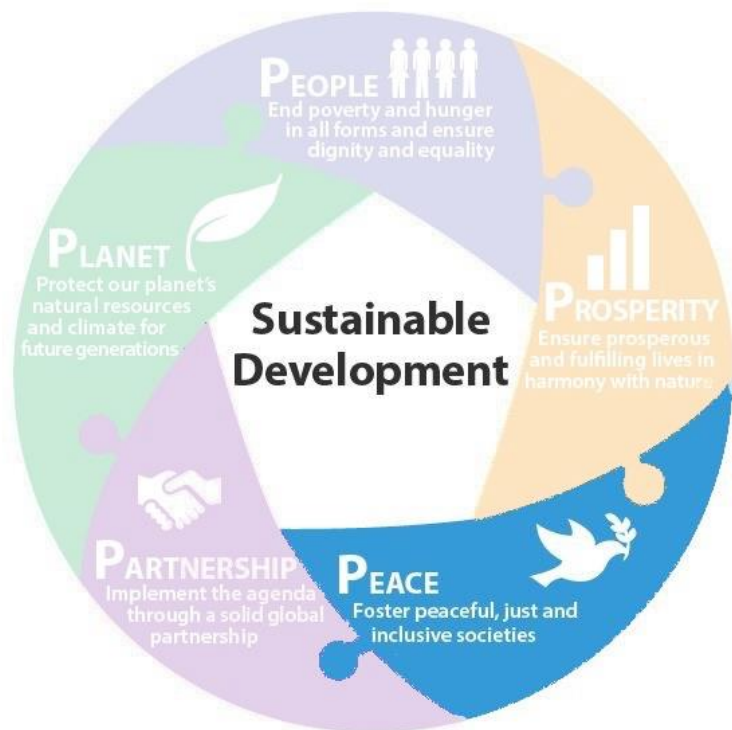 PEOPLE
End poverty and hunger
in all forms and ensure
dignity and equality
PLANET
Protect our planet's
natural resources
and climate for
future generations
Sustainable
Development
PROSPERITY
Ensure prosperous
and fulfilling lives in
harmony with nature
PARTNERSHIP
Implement the agenda
through a solid global
partnership
PEACE
Foster peaceful, just and
inclusive societies